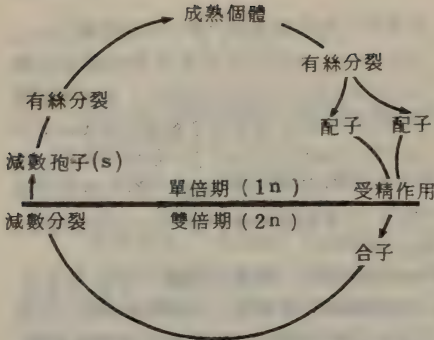 成熟個體
有絲分裂
有絲分裂
配子 配子
減數孢子(s)
單倍期(1n) 受精作用
減數分裂 雙倍期(2n)
合子